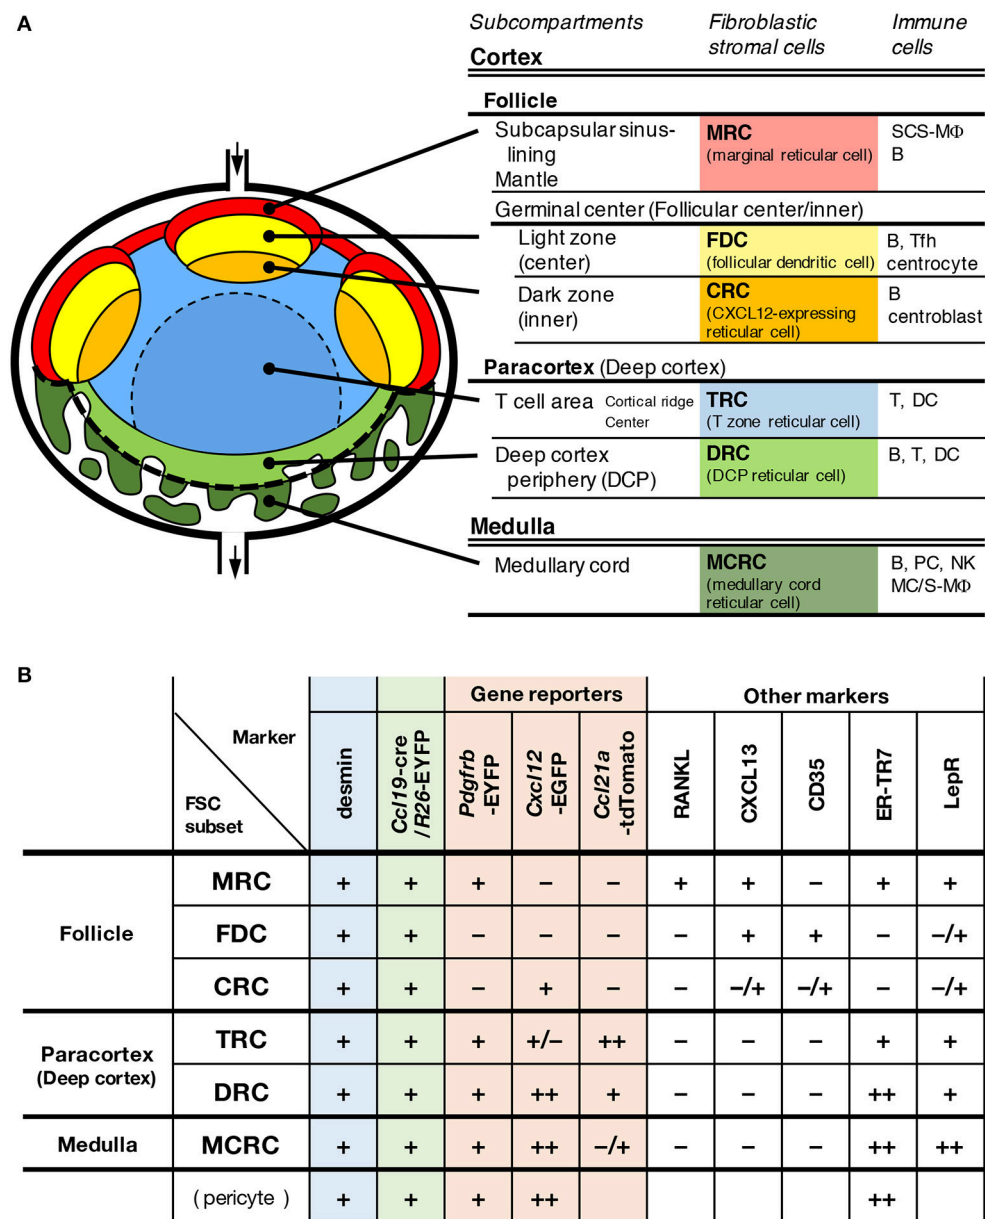 A
Subcompartments Fibroblastic stromal cells Immune cells
Cortex
Follicle
Subcapsular sinus-lining Mantle MRC (marginal reticular cell) SCS-MΦ B
Germinal center (Follicular center/inner)
Light zone (center) FDC (follicular dendritic cell) B, Tfh centrocyte
Dark zone (inner) CRC (CXCL12-expressing reticular cell) B centroblast
Paracortex (Deep cortex)
T cell area Cortical ridge Center TRC (T zone reticular cell) T, DC
Deep cortex periphery (DCP) DRC (DCP reticular cell) B, T, DC
Medulla
Medullary cord MCRC (medullary cord reticular cell) B, PC, NK MC/S-MΦ
B
Gene reporters Other markers
Marker FSC subset desmin Ccl19-cre /R26-EYFP Pdgfrb -EYFP Cxcl12 -EGFP Ccl21a -tdTomato RANKL CXCL13 CD35 ER-TR7 LepR
Follicle
MRC + + + − − + + − + +
FDC + + − − − − + + − −/+
CRC + + − + − − −/+ −/+ − −/+
Paracortex (Deep cortex)
TRC + + + +/− ++ − − − + +
DRC + + + ++ + − − − ++ +
Medulla MCRC + + + ++ −/+ − − − ++ ++
( pericyte ) + + + ++ ++